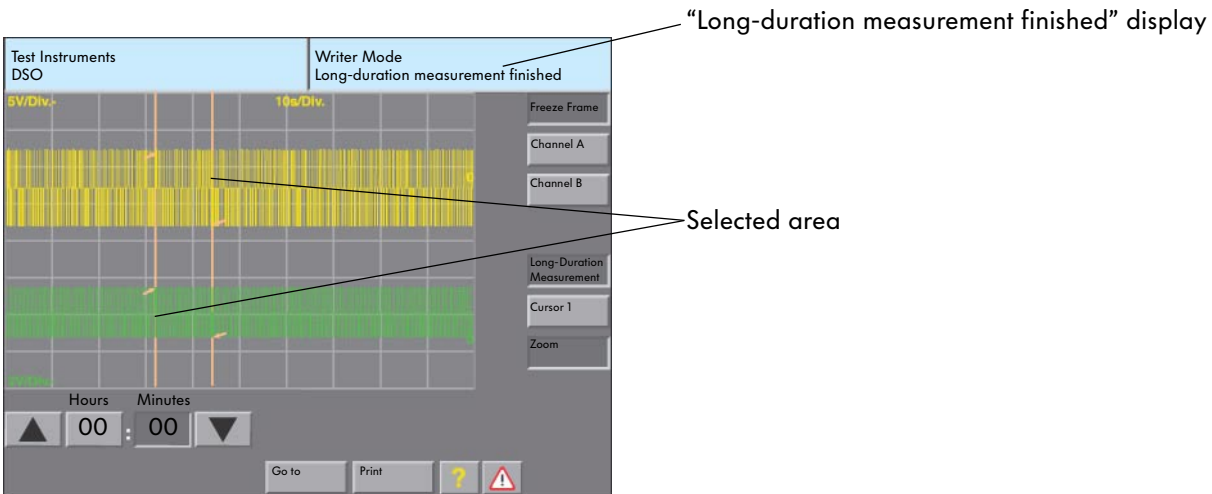 “Long-duration measurement finished” display
Test Instruments
DSO
Writer Mode
Long-duration measurement finished
5V/Div.-
10s/Div.
Freeze Frame
Channel A
Channel B
Selected area
Long-Duration
Measurement
Cursor 1
Zoom
Hours Minutes
00 : 00
Go to Print ?